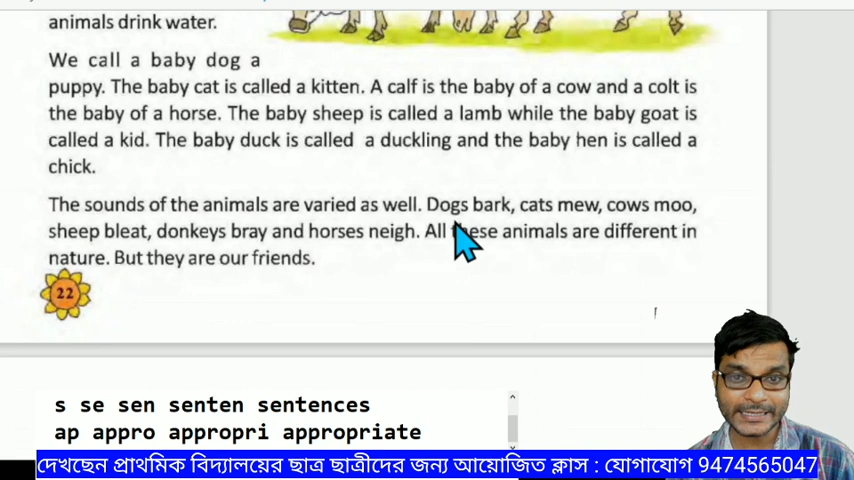 animals drink water.
We call a baby dog a
puppy. The baby cat is called a kitten. A calf is the baby of a cow and a colt is
the baby of a horse. The baby sheep is called a lamb while the baby goat is
called a kid. The baby duck is called a duckling and the baby hen is called a
chick.
The sounds of the animals are varied as well. Dogs bark, cats mew, cows moo,
sheep bleat, donkeys bray and horses neigh. All these animals are different in
nature. But they are our friends.
22
s se sen senten sentences
ap appro appropri appropriate
দেখছেন প্রাথমিক বিদ্যালয়ের ছাত্র ছাত্রীদের জন্য আয়োজিত ক্লাস : যোগাযোগ 9474565047